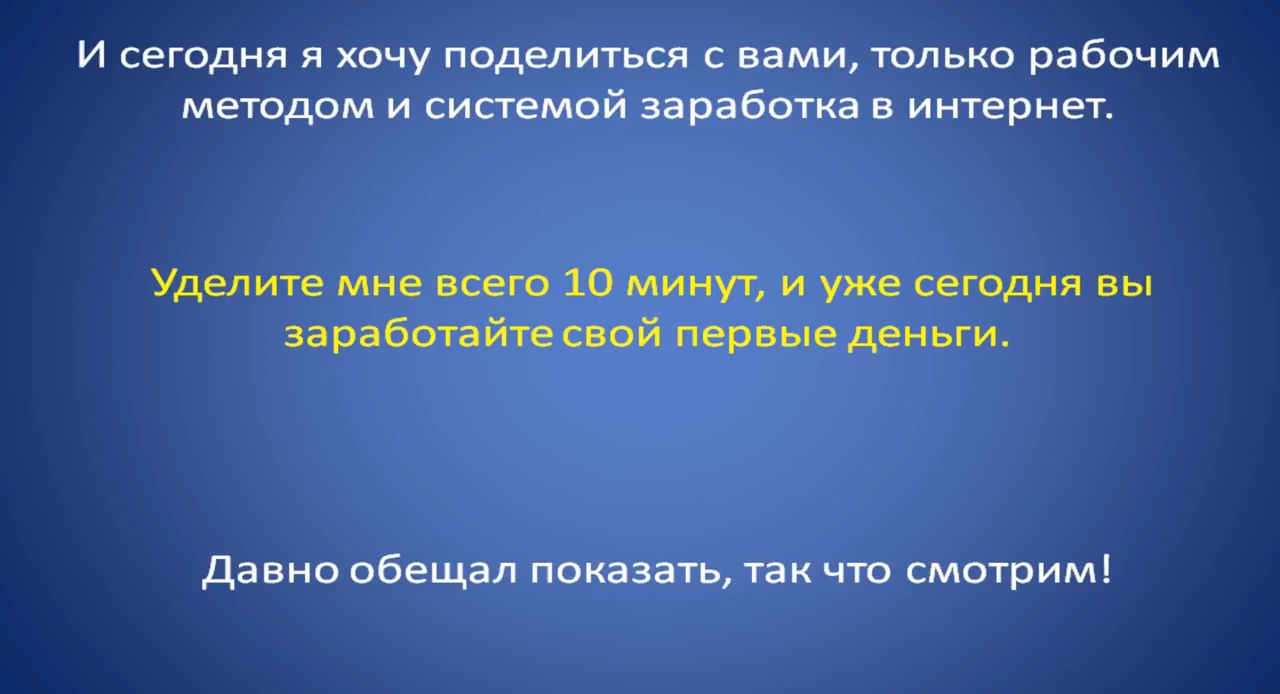 И сегодня я хочу поделиться с вами, только рабочим
методом и системой заработка в интернет.
Уделите мне всего 10 минут, и уже сегодня вы
заработайте свой первые деньги.
Давно обещал показать, так что смотрим!